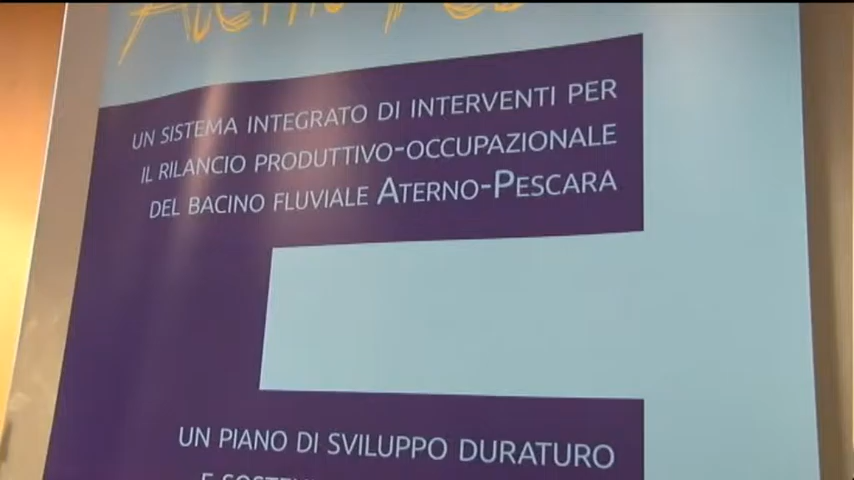 UN SISTEMA INTEGRATO DI INTERVENTI PER
IL RILANCIO PRODUTTIVO-OCCUPAZIONALE
DEL BACINO FLUVIALE ATERNO-PESCARA
UN PIANO DI SVILUPPO DURATURO